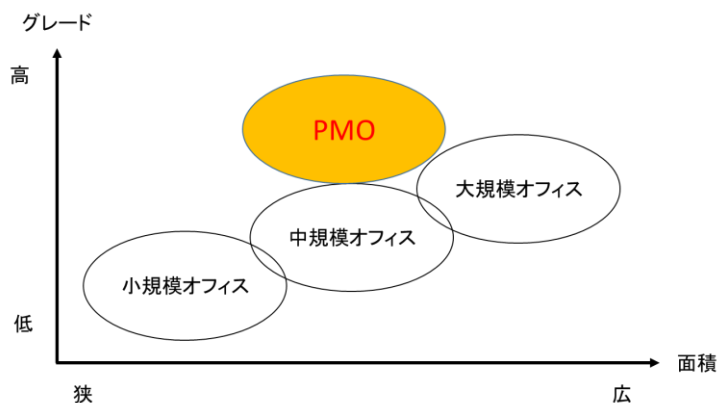 グレード
高
PMO
大規模オフィス
中規模オフィス
小規模オフィス
低
面積
狭
広